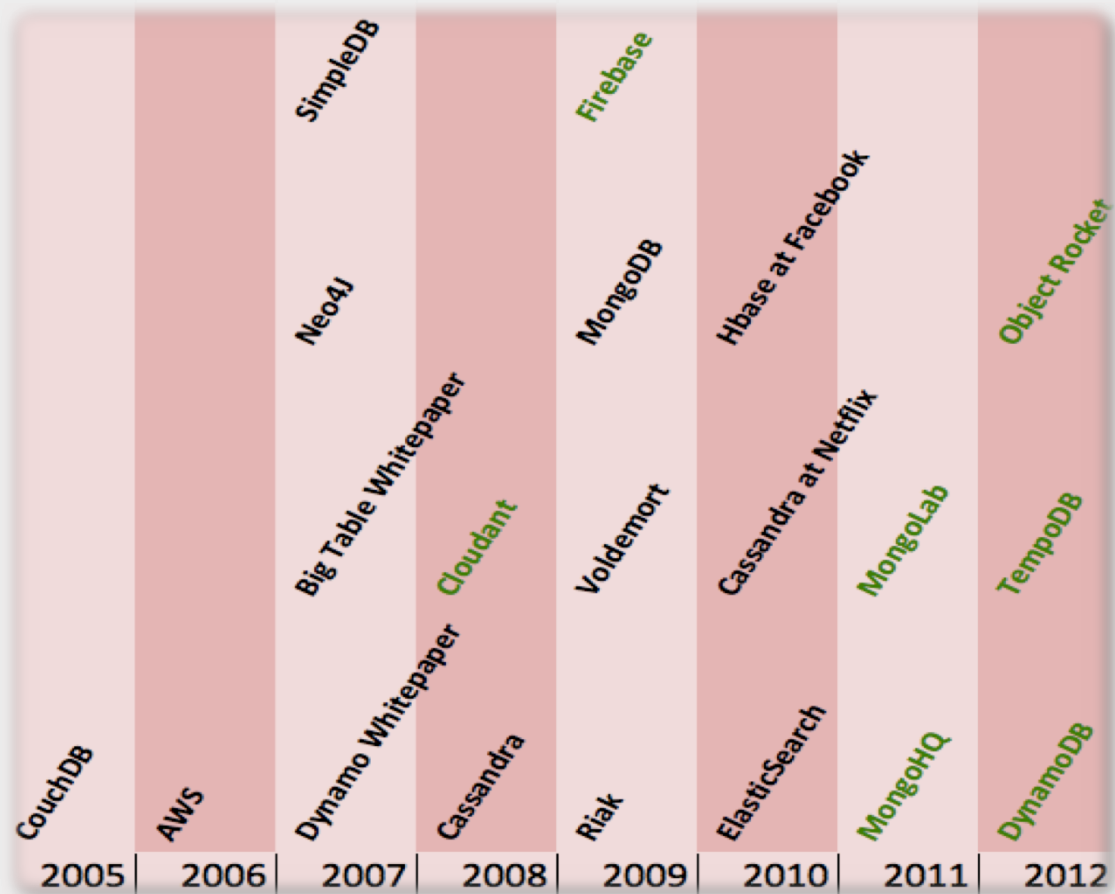 SimpleDB
Firebase
Neo4J
MongoDB
Hbase at Facebook
Object Rocket
Big Table Whitepaper
Cloudant
Voldemort
Cassandra at Netflix
MongoLab
TempoDB
CouchDB
AWS
Dynamo Whitepaper
Cassandra
Riak
ElasticSearch
MongoHQ
DynamoDB
2005 2006 2007 2008 2009 2010 2011 2012